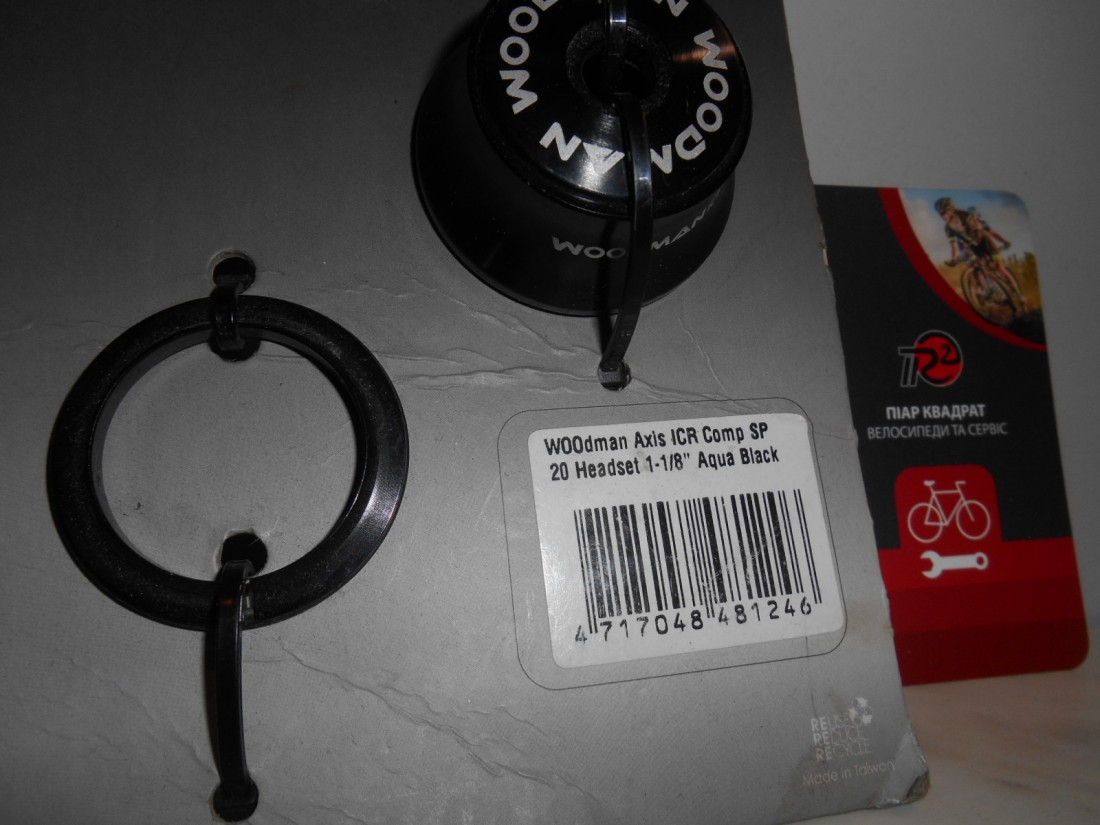 WOODMAN WOODMAN
WOODMAN
WOOdman Axis ICR Comp SP
20 Headset 1-1/8" Aqua Black
4 717048 481246
REUSE
REDUCE
RECYCLE
Made in Taiwan
ПІАР КВАДРАТ
ВЕЛОСИПЕДИ ТА СЕРВІС